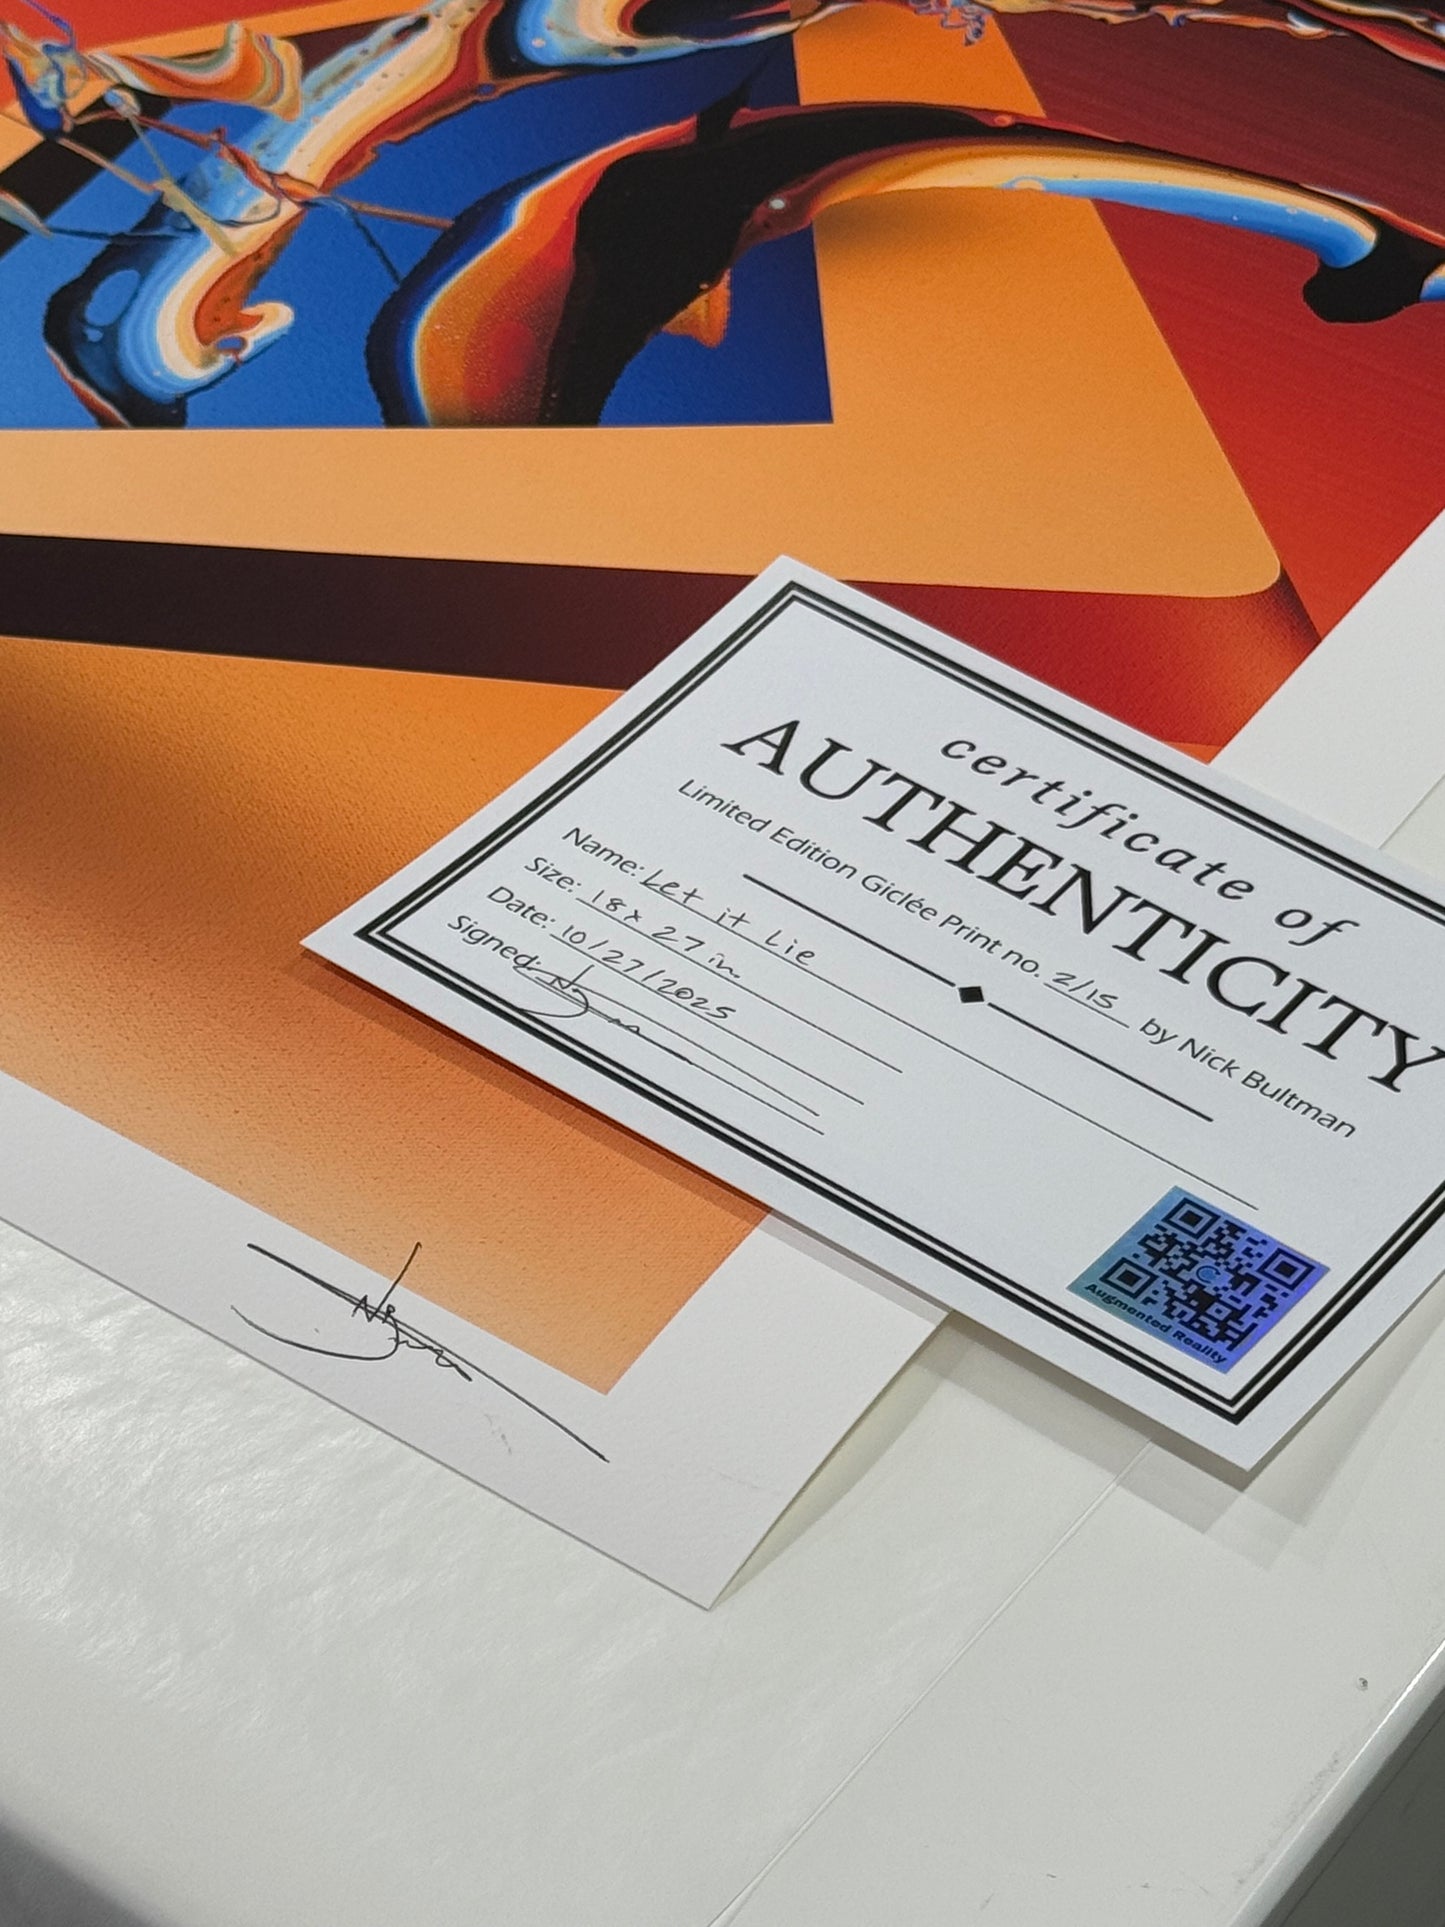 certificate of
AUTHENTICITY
Limited Edition Giclée Print no. 2/15 by Nick Bultman
Name: Let it Lie
Size: 18 x 27 in
Date: 10/27/2025
Signed:
Augmented Reality